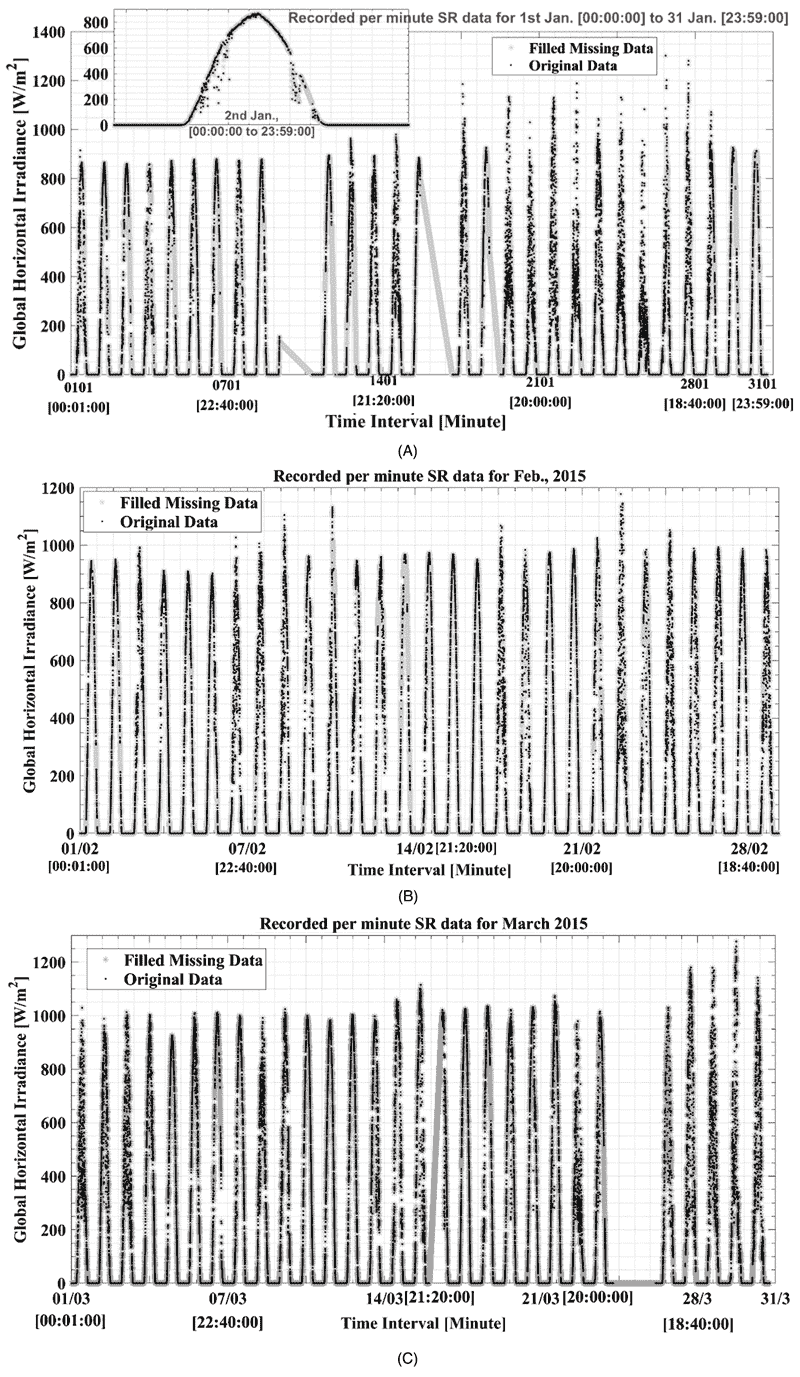 Recorded per minute SR data for 1st Jan. [00:00:00] to 31 Jan. [23:59:00]
Filled Missing Data
Original Data
2nd Jan.,
[00:00:00 to 23:59:00]
800
600
400
200
0
1400
1200
1000
800
600
400
200
0
Global Horizontal Irradiance [W/m²]
0101 0701 1401 2101 2801 3101
[00:01:00] [22:40:00] [21:20:00] [20:00:00] [18:40:00] [23:59:00]
Time Interval [Minute]
(A)
Recorded per minute SR data for Feb., 2015
Filled Missing Data
Original Data
1200
1000
800
600
400
200
0
Global Horizontal Irradiance [W/m²]
01/02 07/02 14/02 [21:20:00] 21/02 28/02
[00:01:00] [22:40:00] Time Interval [Minute] [20:00:00] [18:40:00]
(B)
Recorded per minute SR data for March 2015
Filled Missing Data
Original Data
1200
1000
800
600
400
200
0
Global Horizontal Irradiance [W/m²]
01/03 07/03 14/03 [21:20:00] 21/03 [20:00:00] 28/3 31/3
[00:01:00] [22:40:00] Time Interval [Minute] [18:40:00]
(C)